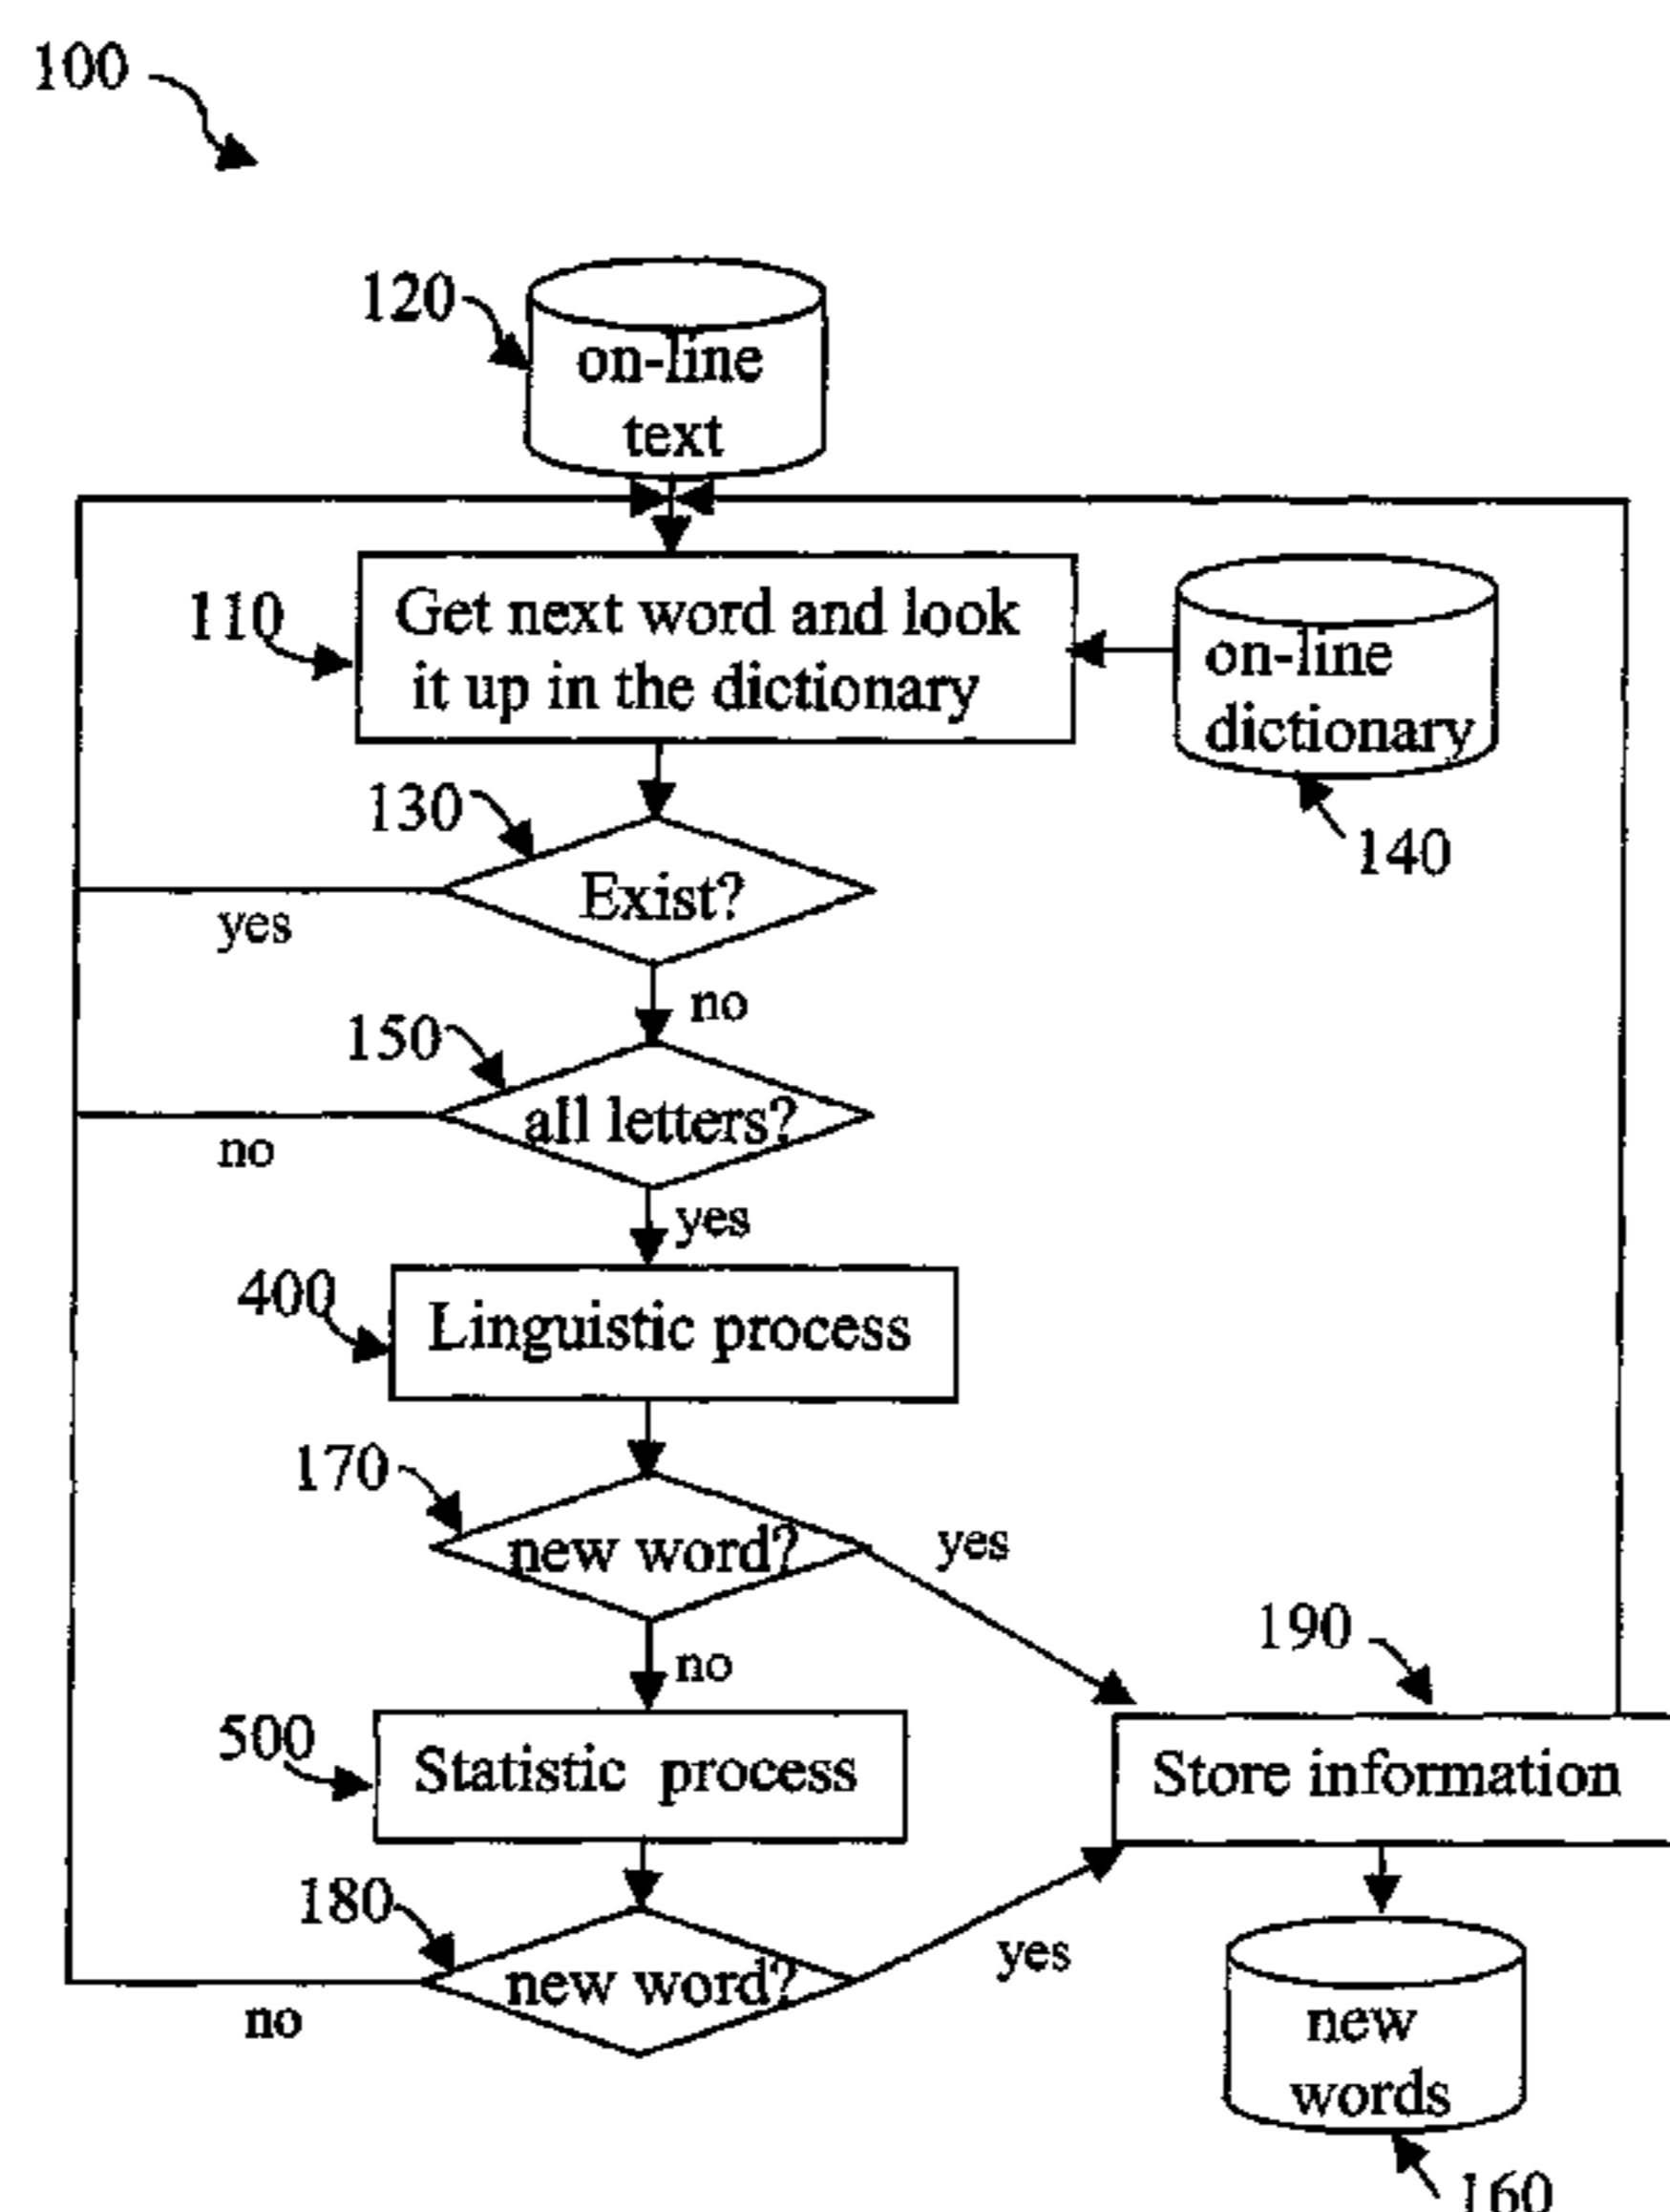 100
120
on-line
text
110
Get next word and look
it up in the dictionary
on-line
dictionary
140
130
Exist?
yes
no
150
all letters?
no
yes
400
Linguistic process
170
new word?
yes
no
190
500
Statistic process
Store information
180
new word?
yes
no
new
words
160